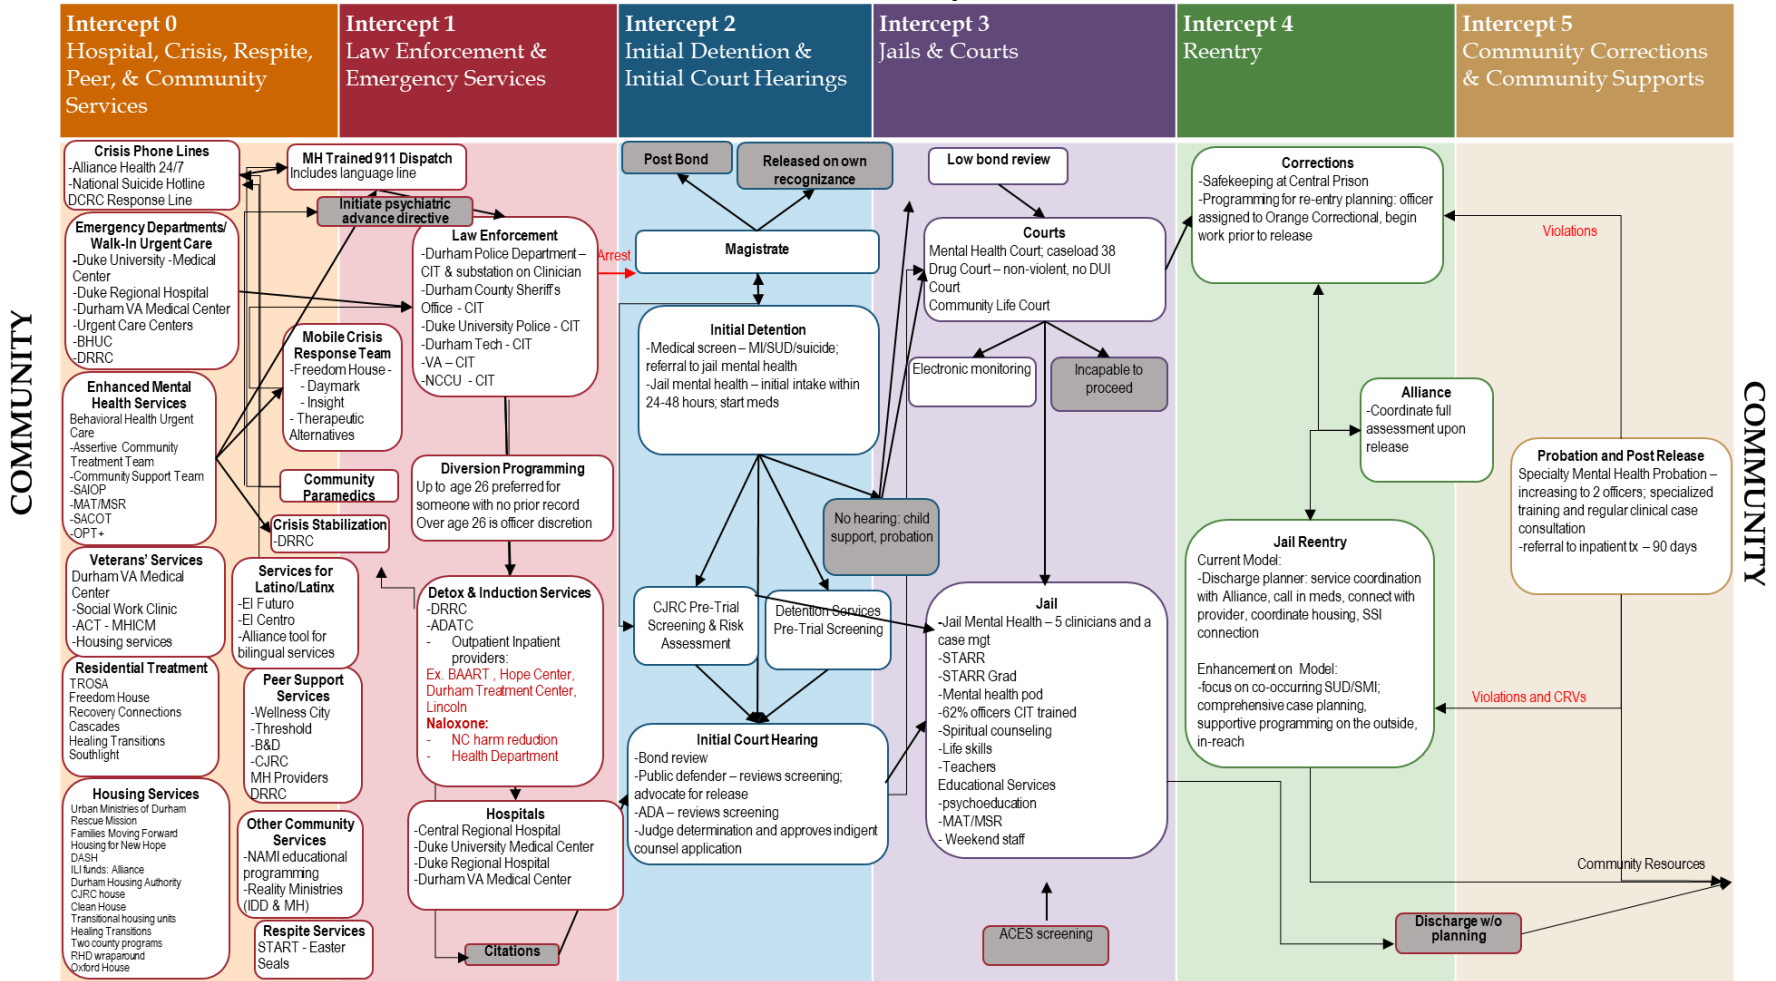 Intercept 0
Hospital, Crisis, Respite,
Peer, & Community
Services
Intercept 1
Law Enforcement &
Emergency Services
Intercept 2
Initial Detention &
Initial Court Hearings
Intercept 3
Jails & Courts
Intercept 4
Reentry
Intercept 5
Community Corrections
& Community Supports
COMMUNITY
Crisis Phone Lines
-Alliance Health 24/7
-National Suicide Hotline
DCRC Response Line
Emergency Departments/
Walk-In Urgent Care
-Duke University -Medical
Center
-Duke Regional Hospital
-Durham VA Medical Center
-Urgent Care Centers
-BHUC
-DRRC
Enhanced Mental
Health Services
Behavioral Health Urgent
Care
-Assertive Community
Treatment Team
-Community Support Team
-SAIOP
-MAT/MSR
-SACOT
-OPT+
Veterans' Services
Durham VA Medical
Center
-Social Work Clinic
-ACT - MHICM
-Housing services
Residential Treatment
TROSA
Freedom House
Recovery Connections
Cascades
Healing Transitions
Southlight
Housing Services
Urban Ministries of Durham
Rescue Mission
Families Moving Forward
Housing for New Hope
DASH
ILI funds: Alliance
Durham Housing Authority
CJRC house
Clean House
Transitional housing units
Healing Transitions
Two county programs
RHD wraparound
Oxford House
MH Trained 911 Dispatch
Includes language line
Initiate psychiatric
advance directive
Mobile Crisis
Response Team
-Freedom House -
- Daymark
- Insight
- Therapeutic
Alternatives
Community
Paramedics
Crisis Stabilization
-DRRC
Services for
Latino/Latinx
-El Futuro
-El Centro
-Alliance tool for
bilingual services
Peer Support
Services
-Wellness City
-Threshold
-B&D
-CJRC
MH Providers
DRRC
Other Community
Services
-NAMI educational
programming
-Reality Ministries
(IDD & MH)
Respite Services
START - Easter
Seals
Law Enforcement
-Durham Police Department –
CIT & substation on Clinician
-Durham County Sheriff's
Office - CIT
-Duke University Police - CIT
-Durham Tech - CIT
-VA – CIT
-NCCU - CIT
Arrest
Diversion Programming
Up to age 26 preferred for
someone with no prior record
Over age 26 is officer discretion
Detox & Induction Services
-DRRC
-ADATC
- Outpatient Inpatient
providers:
Ex. BAART , Hope Center,
Durham Treatment Center,
Lincoln
Naloxone:
- NC harm reduction
- Health Department
Hospitals
-Central Regional Hospital
-Duke University Medical Center
-Duke Regional Hospital
-Durham VA Medical Center
Citations
Post Bond
Released on own
recognizance
Magistrate
Initial Detention
-Medical screen – MI/SUD/suicide;
referral to jail mental health
-Jail mental health – initial intake within
24-48 hours; start meds
No hearing: child
support, probation
CJRC Pre-Trial
Screening & Risk
Assessment
Detention Services
Pre-Trial Screening
Initial Court Hearing
-Bond review
-Public defender – reviews screening;
advocate for release
-ADA – reviews screening
-Judge determination and approves indigent
counsel application
Low bond review
Courts
Mental Health Court; caseload 38
Drug Court – non-violent, no DUI
Court
Community Life Court
Electronic monitoring
Incapable to
proceed
Jail
-Jail Mental Health – 5 clinicians and a
case mgt
-STARR
-STARR Grad
-Mental health pod
-62% officers CIT trained
-Spiritual counseling
-Life skills
-Teachers
Educational Services
-psychoeducation
-MAT/MSR
- Weekend staff
ACES screening
Corrections
-Safekeeping at Central Prison
-Programming for re-entry planning: officer
assigned to Orange Correctional, begin
work prior to release
Alliance
-Coordinate full
assessment upon
release
Jail Reentry
Current Model:
-Discharge planner: service coordination
with Alliance, call in meds, connect with
provider, coordinate housing, SSI
connection
Enhancement on Model:
-focus on co-occurring SUD/SMI;
comprehensive case planning,
supportive programming on the outside,
in-reach
Discharge w/o
planning
Violations
Probation and Post Release
Specialty Mental Health Probation –
increasing to 2 officers; specialized
training and regular clinical case
consultation
-referral to inpatient tx – 90 days
Violations and CRVs
Community Resources
COMMUNITY